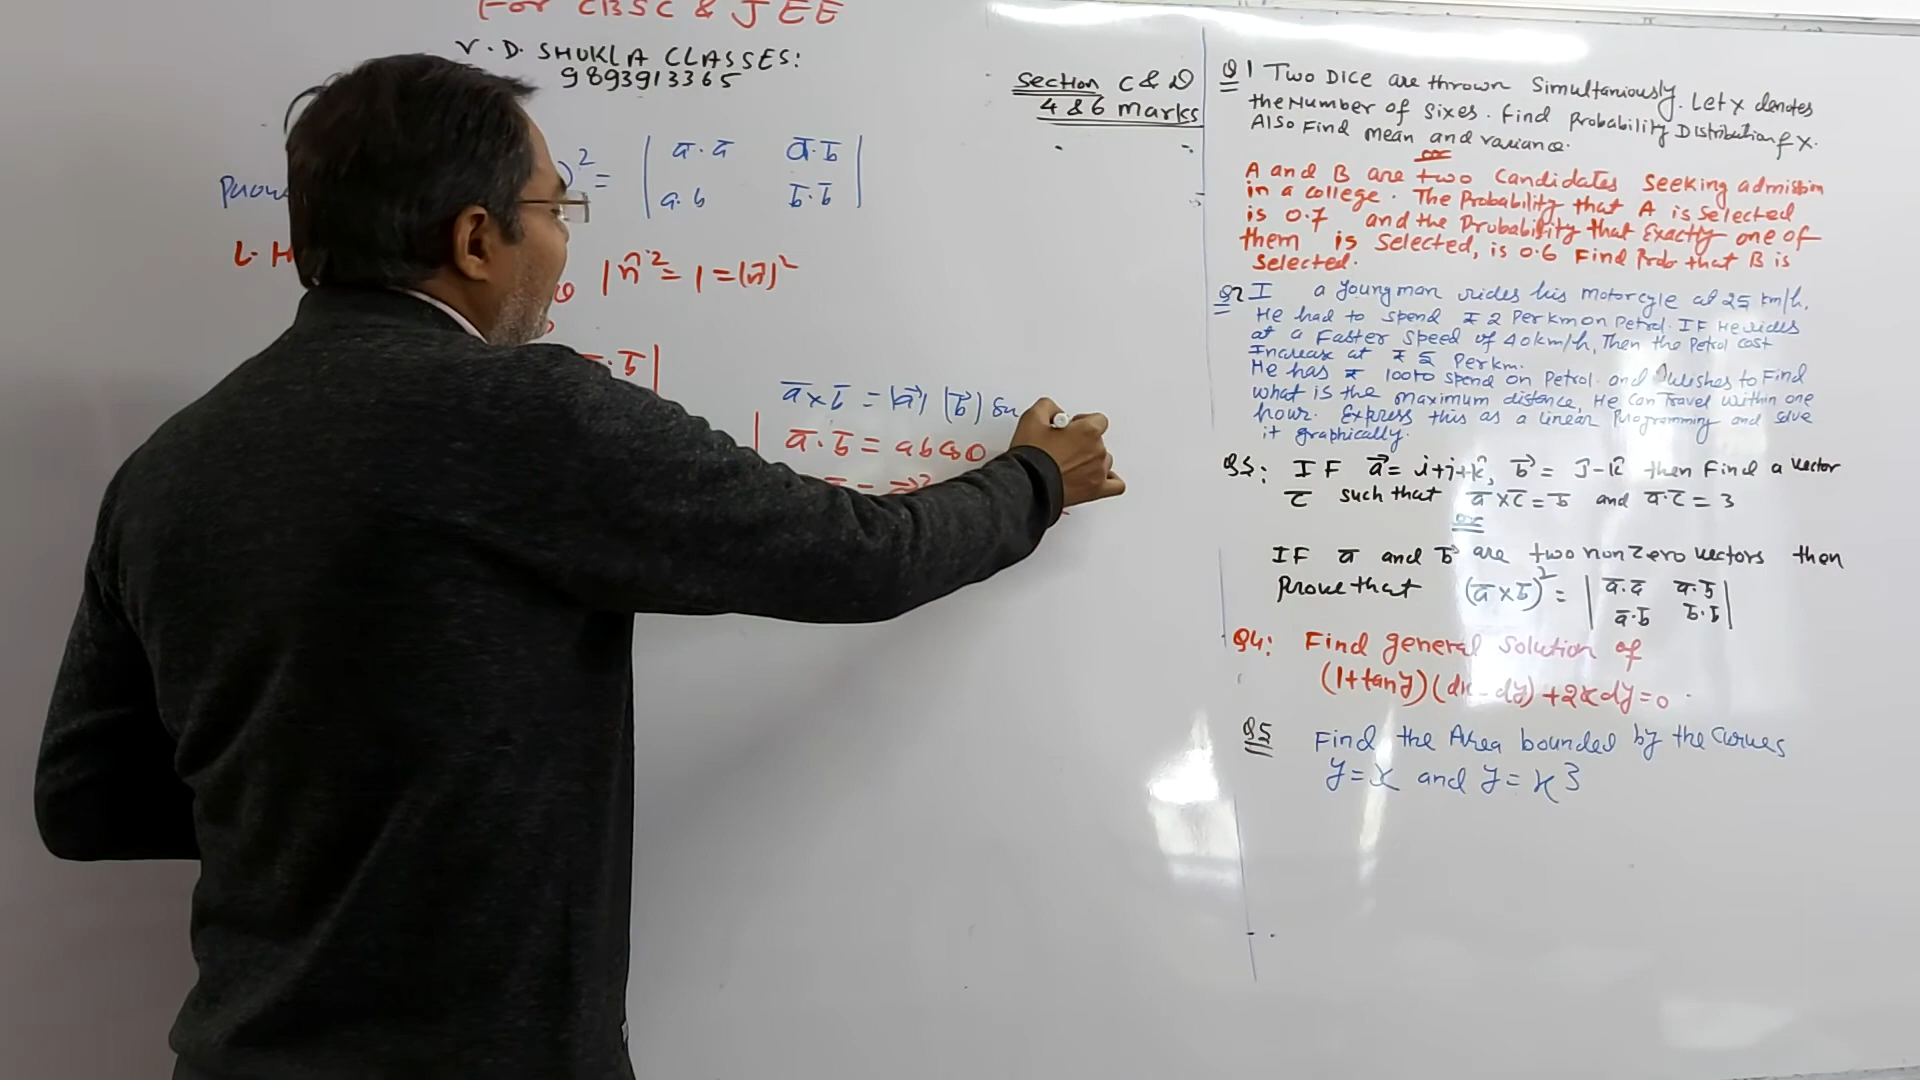 For CBSC & JEE
V. D. SHUKLA CLASSES:
9893913365
)² = | a̅.a̅ a̅.b̅ |
| a.b b̅.b̅ |
L. H
|n̂|² = 1 = (n⃗)²
.b̅ |
a̅ x b̅ = |a⃗| (b⃗)
a̅ . b̅ = ab cos θ
Section C & D
4 & 6 Marks
Q1 Two Dice are thrown Simultaniously. Let x denotes
the Number of Sixes. Find Probability Distribution of X.
Also Find Mean and variance.
or
A and B are two candidates seeking admission
in a college. The Probability that A is selected
is 0.7 and the Probability that Exactly one of
them is selected, is 0.6 Find Prob that B is
selected.
Q2 I a young man rides his motorcycle at 25 km/h,
He had to spend ₹ 2 Per km on Petrol. IF He rides
at a Faster speed of 40 km/h, Then the Petrol cost
Increase at ₹ 5 Per km.
He has ₹ 100 to spend on Petrol. and wishes to Find
what is the maximum distance, He can Travel within one
hour. Express this as a linear Programming and solve
it graphically.
Q3: IF a⃗ = i+j+k̂, b⃗ = j-k̂ then Find a vector
c̅ such that a̅ x c̅ = b̅ and a̅.c̅ = 3
or
IF a̅ and b⃗ are two non zero vectors then
Prove that (a̅ x b̅)² = | a̅.a̅ a̅.b̅ |
| a̅.b̅ b̅.b̅ |
Q4: Find general solution of
(1+tan y)(dx - dy) + 2x dy = 0
Q5 Find the Area bounded by the curves
y = x and y = x3